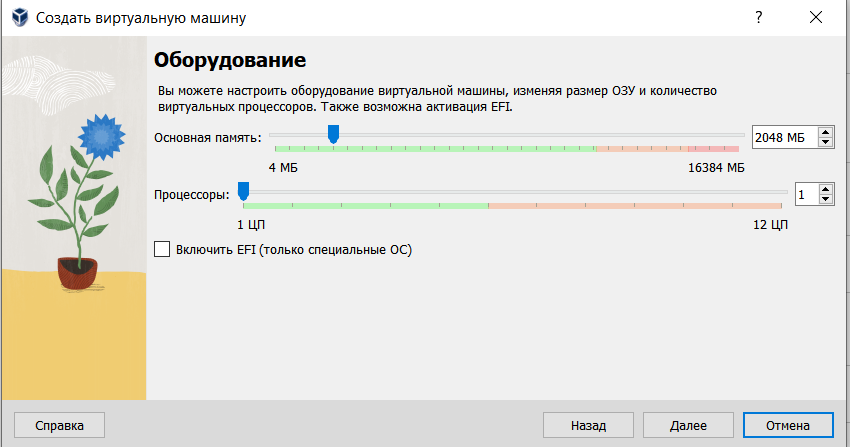 Создать виртуальную машину
?
Оборудование
Вы можете настроить оборудование виртуальной машины, изменяя размер ОЗУ и количество
виртуальных процессоров. Также возможна активация EFI.
Основная память:
2048 МБ
4 МБ
16384 МБ
Процессоры:
1
1 ЦП
12 ЦП
Включить EFI (только специальные ОС)
Справка
Назад
Далее
Отмена